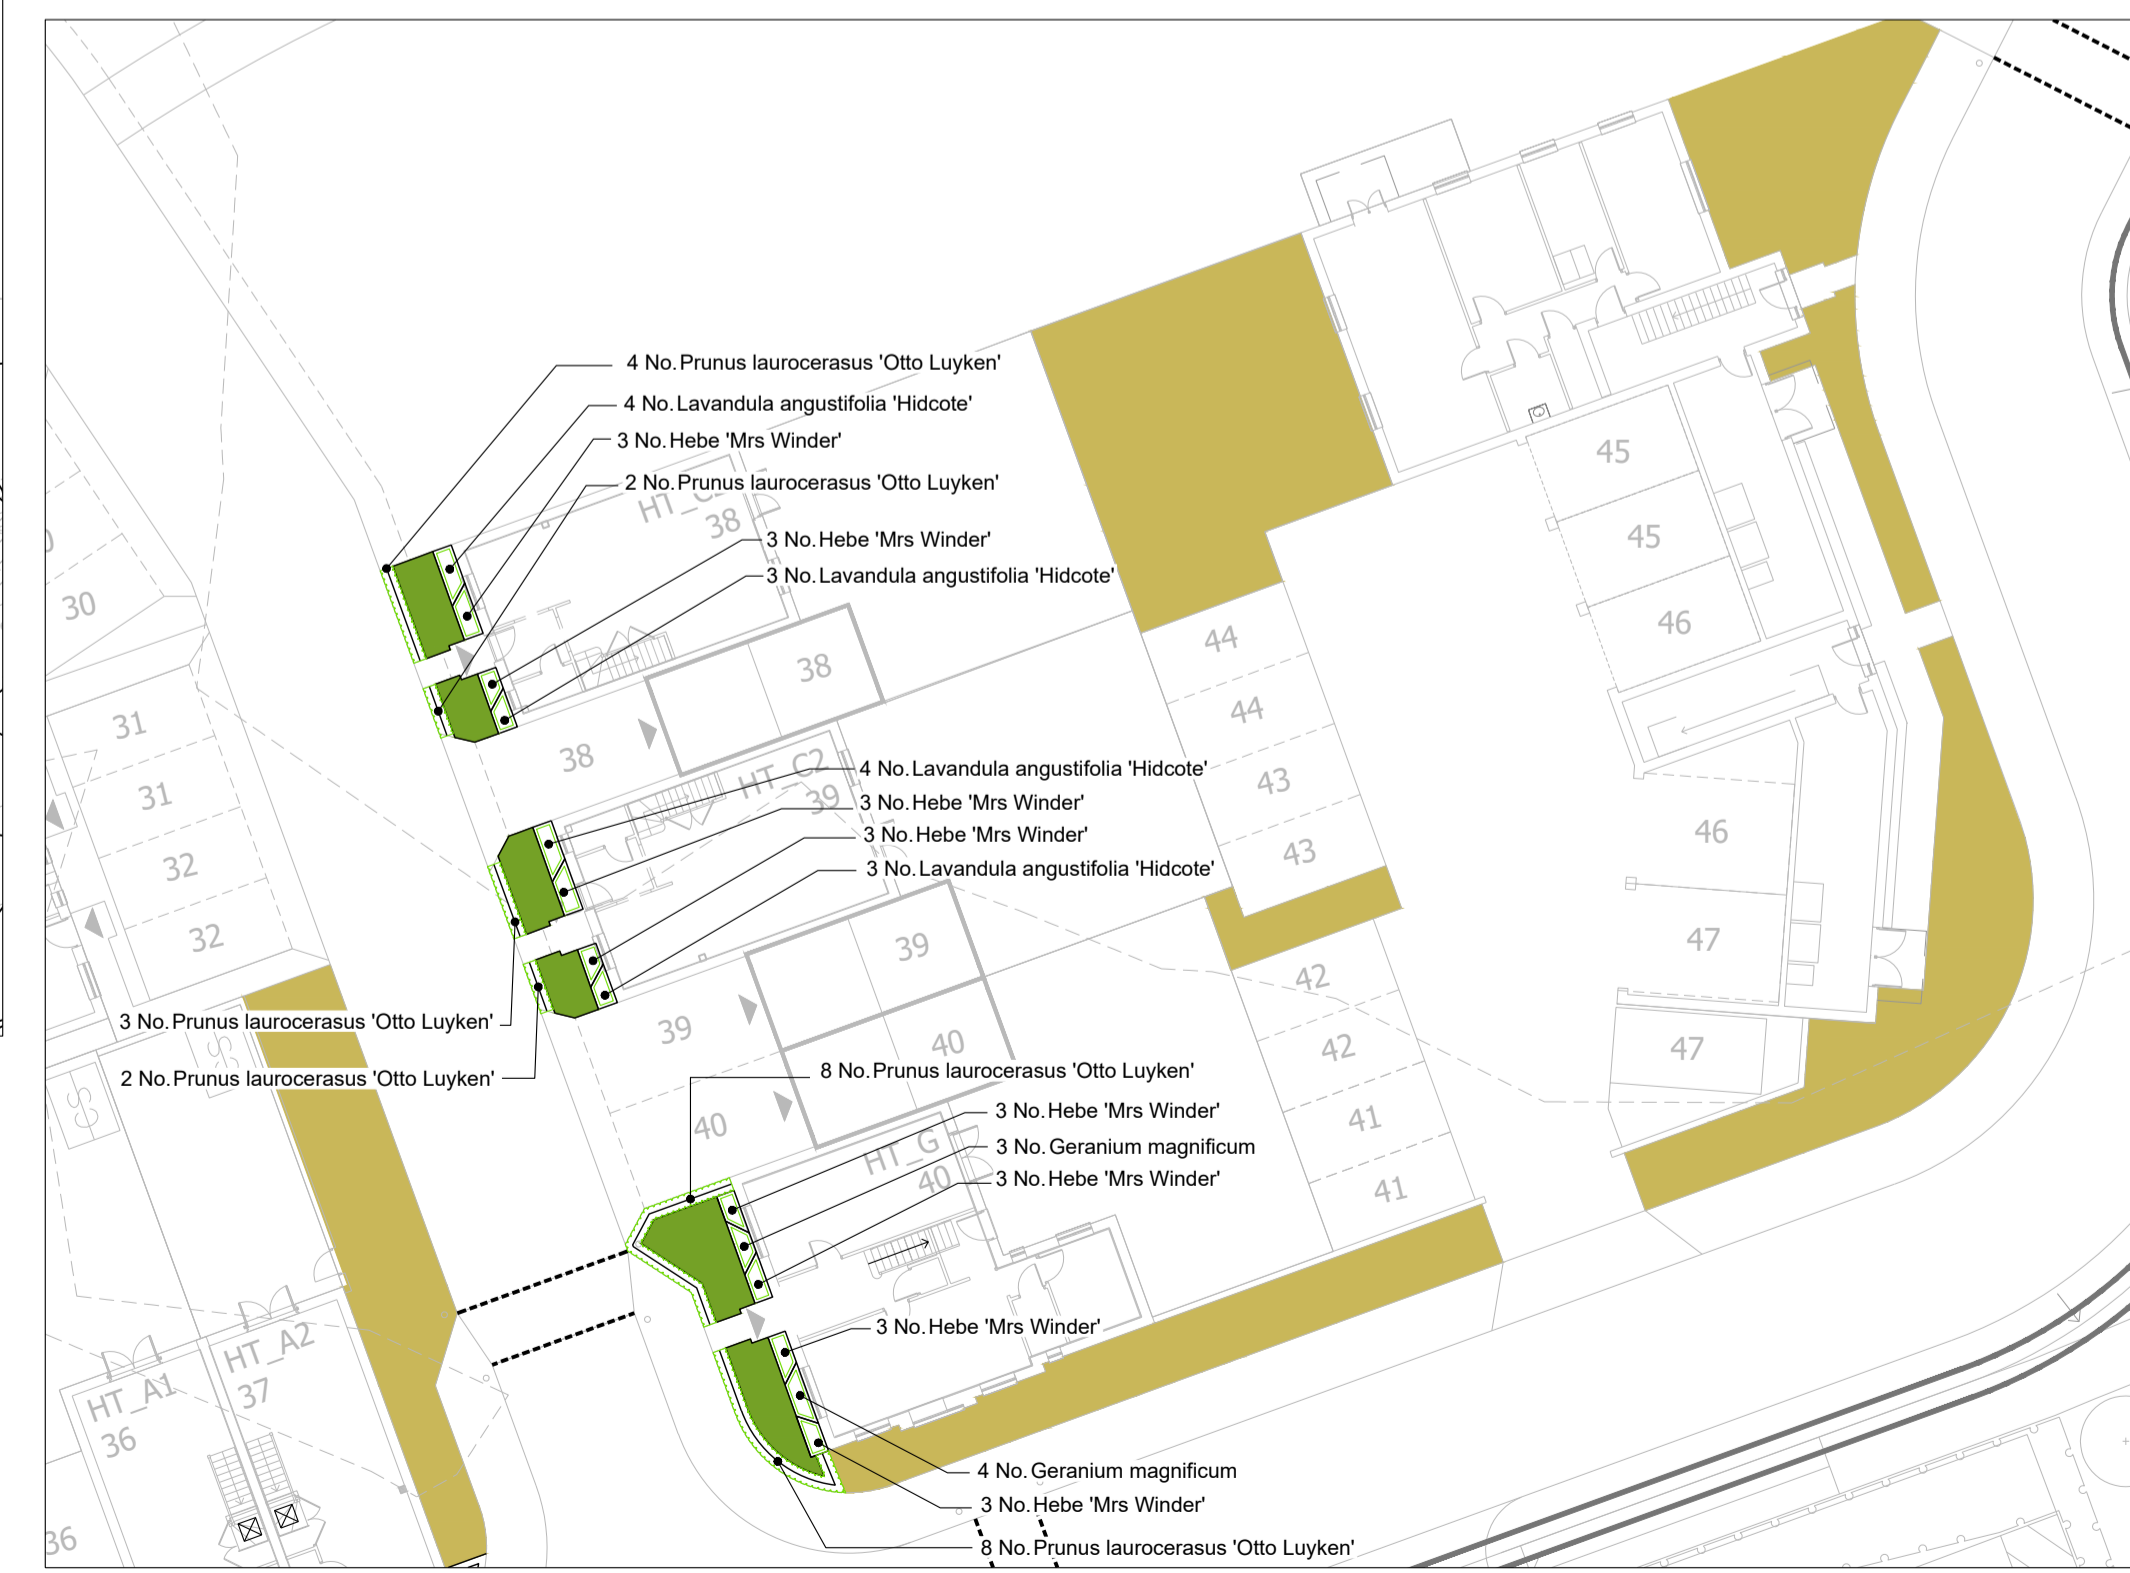 4 No. Prunus laurocerasus 'Otto Luyken'
4 No. Lavandula angustifolia 'Hidcote'
3 No. Hebe 'Mrs Winder'
2 No. Prunus laurocerasus 'Otto Luyken'
HT_C2
38
3 No. Hebe 'Mrs Winder'
3 No. Lavandula angustifolia 'Hidcote'
45
45
46
30
44
38
44
31
38
43
31
4 No. Lavandula angustifolia 'Hidcote'
HT_C2
39
3 No. Hebe 'Mrs Winder'
3 No. Hebe 'Mrs Winder'
3 No. Lavandula angustifolia 'Hidcote'
46
43
32
32
39
47
42
3 No. Prunus laurocerasus 'Otto Luyken'
39
40
42
47
2 No. Prunus laurocerasus 'Otto Luyken'
8 No. Prunus laurocerasus 'Otto Luyken'
40
3 No. Hebe 'Mrs Winder'
41
HT_G
40
3 No. Geranium magnificum
3 No. Hebe 'Mrs Winder'
41
3 No. Hebe 'Mrs Winder'
HT_A2
37
HT_A1
36
4 No. Geranium magnificum
3 No. Hebe 'Mrs Winder'
36
8 No. Prunus laurocerasus 'Otto Luyken'